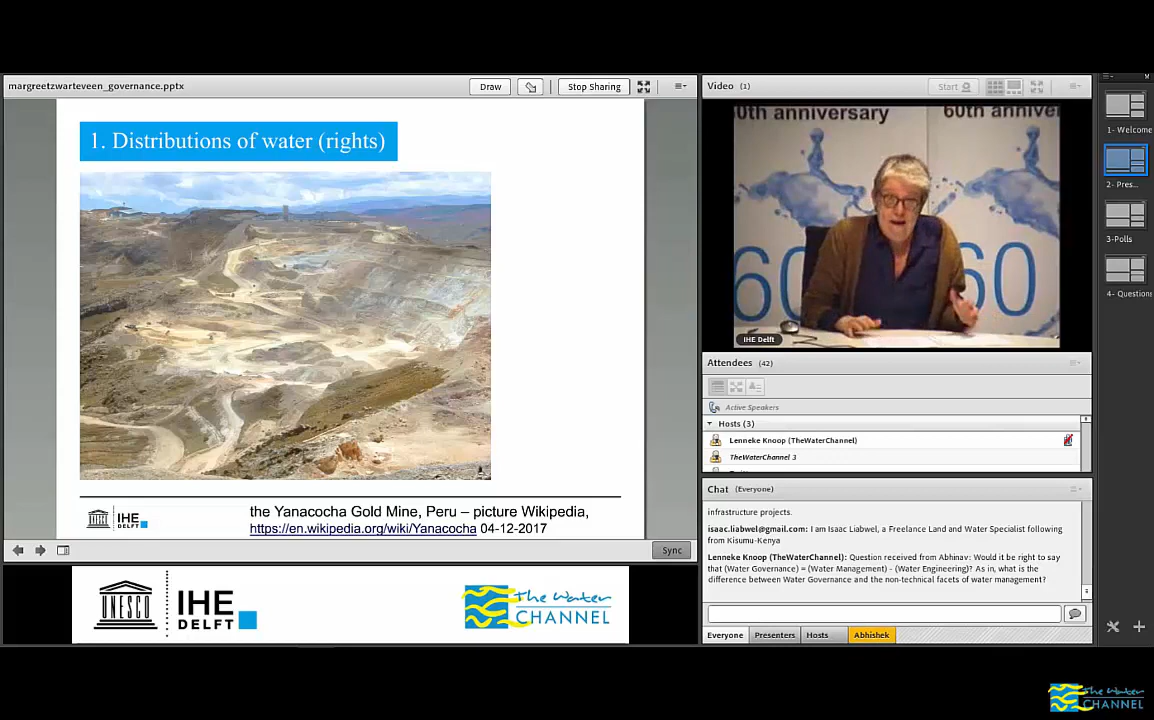 margreetzwarteveen_governance.pptx
Draw
Stop Sharing
1. Distributions of water (rights)
the Yanacocha Gold Mine, Peru – picture Wikipedia,
https://en.wikipedia.org/wiki/Yanacocha 04-12-2017
UNESCO
IHE
DELFT
Sync
UNESCO
IHE
DELFT
The Water
CHANNEL
Video (1)
Start
60th anniversary
60
60
IHE Delft
Attendees (42)
Active Speakers
Hosts (3)
Lenneke Knoop (TheWaterChannel)
TheWaterChannel 3
Chat (Everyone)
infrastructure projects.
isaac.liabwel@gmail.com: I am Isaac Liabwel, a Freelance Land and Water Specialist following
from Kisumu-Kenya
Lenneke Knoop (TheWaterChannel): Question received from Abhinav: Would it be right to say
that (Water Governance) = (Water Management) - (Water Engineering)? As in, what is the
difference between Water Governance and the non-technical facets of water management?
Everyone
Presenters
Hosts
Abhishek
1- Welcome
2- Pres...
3-Polls
4- Question
The Water
CHANNEL